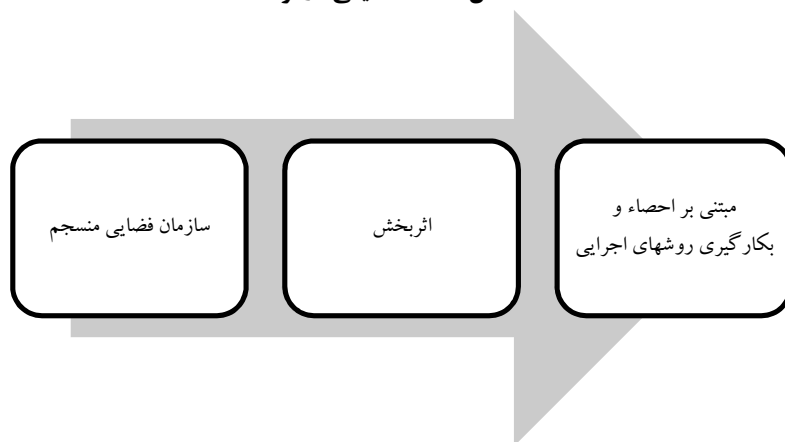 مبتنی بر احصاء و
بکارگیری روشهای اجرایی
اثربخش
سازمان فضایی منسجم